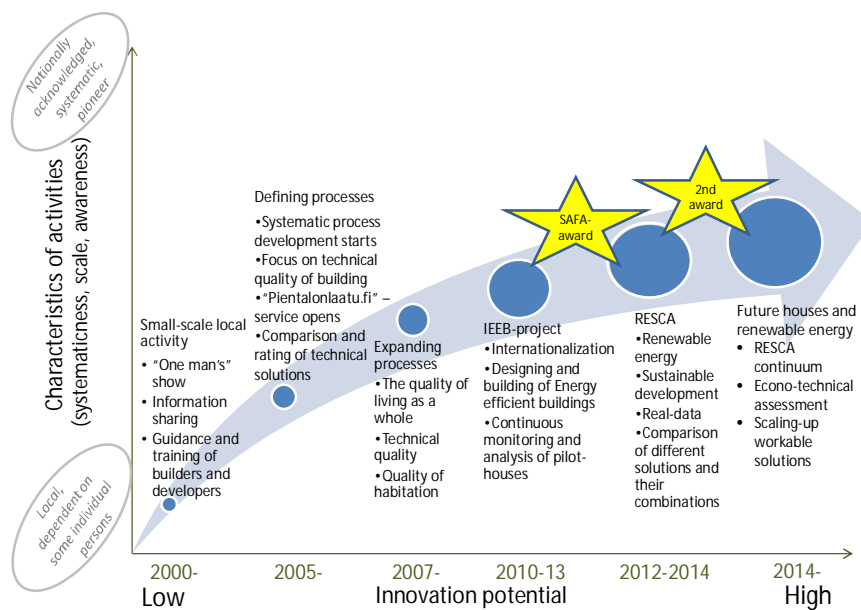 Nationally
acknowledged,
systematic,
pioneer
Characteristics of activities
(systematicness, scale, awareness)
Local,
dependent on
some individual
persons
Small-scale local
activity
• "One man's"
show
• Information
sharing
• Guidance and
training of
builders and
developers
Defining processes
•Systematic process
development starts
•Focus on technical
quality of building
•"Pientalonlaatu.fi" –
service opens
•Comparison and
rating of technical
solutions
Expanding
processes
•The quality of
living as a
whole
•Technical
quality
•Quality of
habitation
IEEB-project
•Internationalization
•Designing and
building of Energy
efficient buildings
•Continuous
monitoring and
analysis of pilot-
houses
SAFA-
award
RESCA
•Renewable
energy
•Sustainable
development
•Real-data
•Comparison
of different
solutions and
their
combinations
2nd
award
Future houses and
renewable energy
• RESCA
continuum
• Econo-technical
assessment
• Scaling-up
workable
solutions
2000-
2005-
2007-
2010-13
2012-2014
2014-
Low
Innovation potential
High